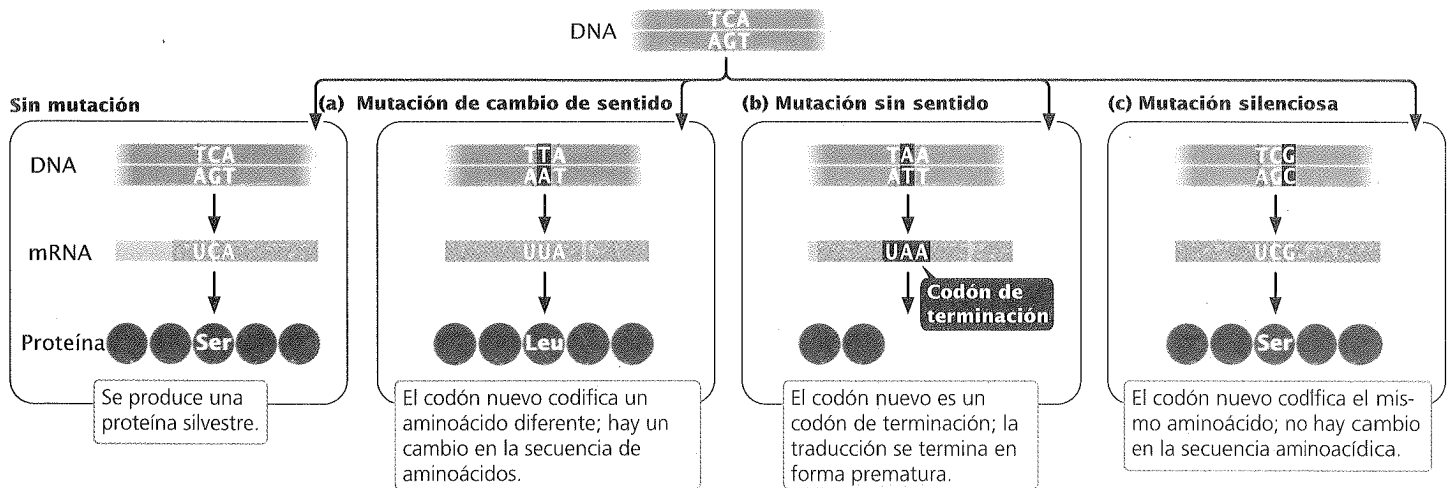 DNA
TCA
AGT
Sin mutación
DNA
TCA
AGT
mRNA
UCA
Proteína
Ser
Se produce una
proteína silvestre.
(a) Mutación de cambio de sentido
TTA
AAT
UUA
Leu
El codón nuevo codifica un
aminoácido diferente; hay un
cambio en la secuencia de
aminoácidos.
(b) Mutación sin sentido
TAA
ATT
UAA
Codón de
terminación
El codón nuevo es un
codón de terminación; la
traducción se termina en
forma prematura.
(c) Mutación silenciosa
TCG
AGC
UCG
Ser
El codón nuevo codifica el mis-
mo aminoácido; no hay cambio
en la secuencia aminoacídica.